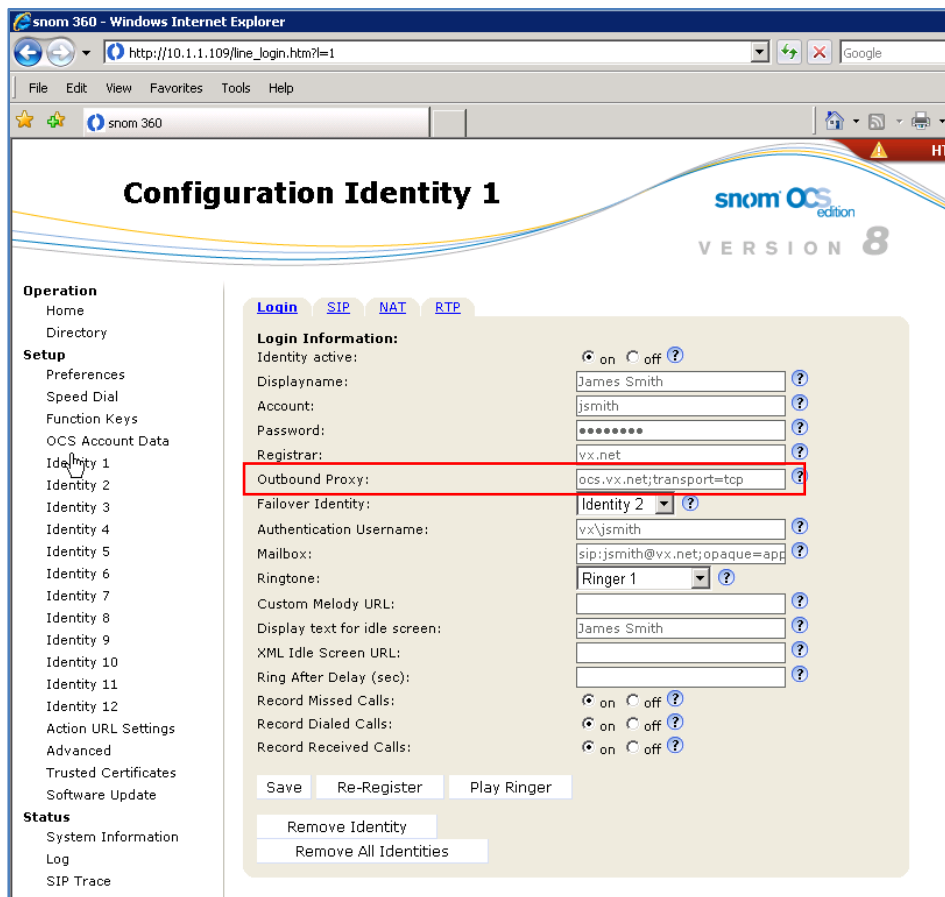 snom 360 - Windows Internet Explorer
http://10.1.1.109/line_login.htm?l=1
Google
File Edit View Favorites Tools Help
snom 360
Configuration Identity 1
snom OCS edition
VERSION 8
Operation
Home
Directory
Setup
Preferences
Speed Dial
Function Keys
OCS Account Data
Identity 1
Identity 2
Identity 3
Identity 4
Identity 5
Identity 6
Identity 7
Identity 8
Identity 9
Identity 10
Identity 11
Identity 12
Action URL Settings
Advanced
Trusted Certificates
Software Update
Status
System Information
Log
SIP Trace
Login SIP NAT RTP
Login Information:
Identity active: on off ?
Displayname: James Smith ?
Account: jsmith ?
Password: •••••••• ?
Registrar: vx.net ?
Outbound Proxy: ocs.vx.net;transport=tcp ?
Failover Identity: Identity 2 ?
Authentication Username: vx\jsmith ?
Mailbox: sip:jsmith@vx.net;opaque=app ?
Ringtone: Ringer 1 ?
Custom Melody URL: ?
Display text for idle screen: James Smith ?
XML Idle Screen URL: ?
Ring After Delay (sec): ?
Record Missed Calls: on off ?
Record Dialed Calls: on off ?
Record Received Calls: on off ?
Save Re-Register Play Ringer
Remove Identity
Remove All Identities